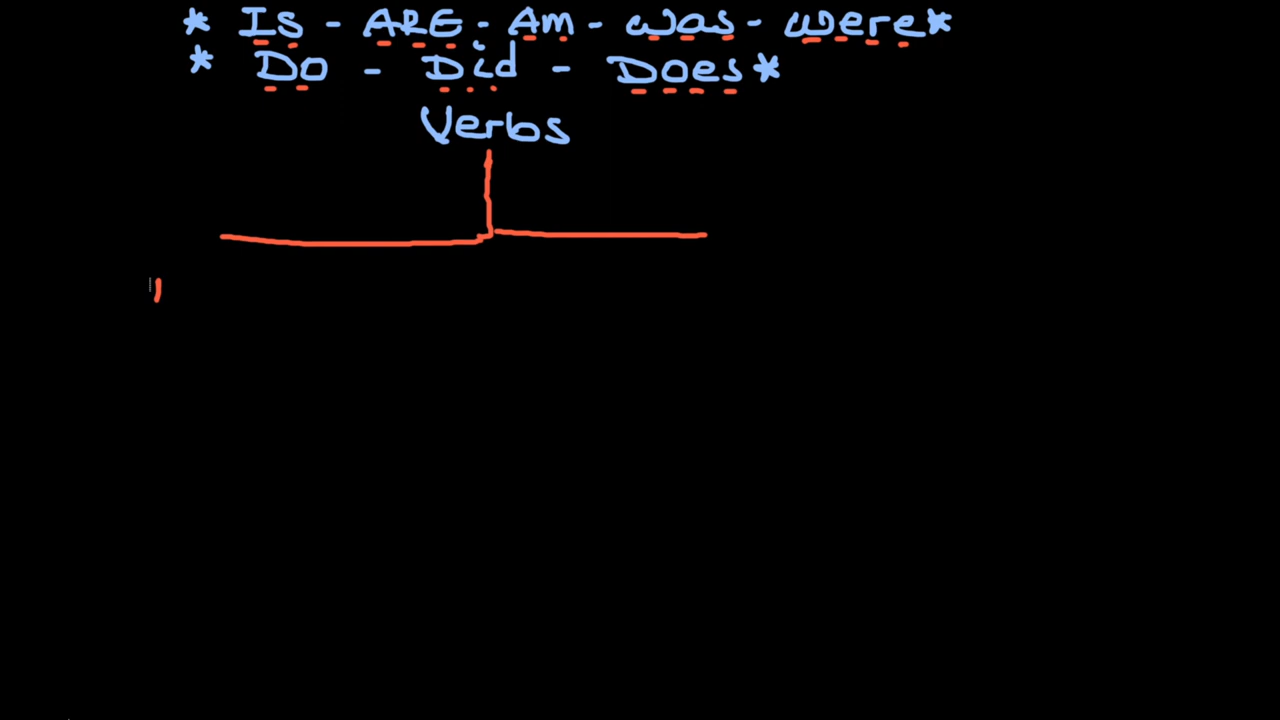 * Is - ARE - Am - was - were*
* Do - Did - Does*
Verbs